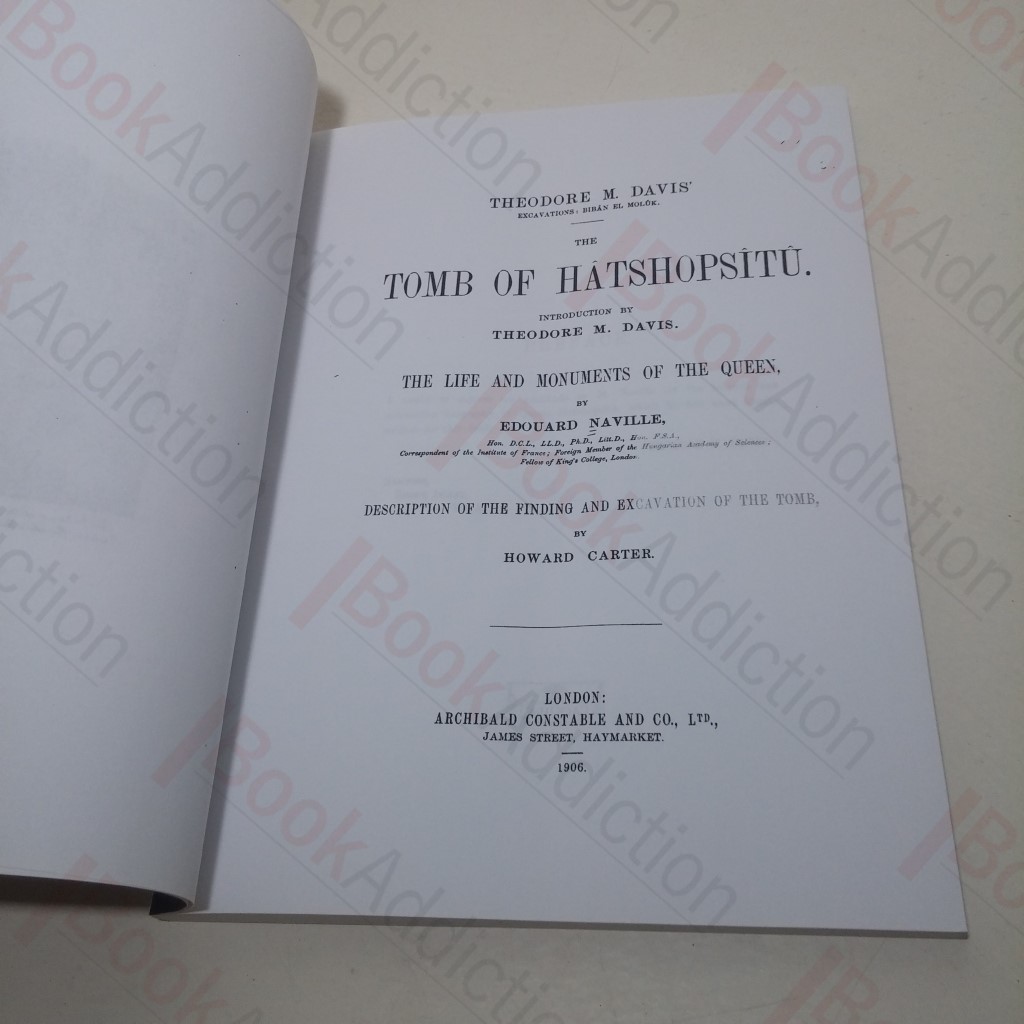 THEODORE M. DAVIS'
EXCAVATIONS: BIBÂN EL MOLÛK.
THE
TOMB OF HÂTSHOPSÎTÛ.
INTRODUCTION BY
THEODORE M. DAVIS.
THE LIFE AND MONUMENTS OF THE QUEEN,
BY
EDOUARD NAVILLE,
Hon. D.C.L., LL.D., Ph.D., Litt.D., Hon. F.S.A.,
Correspondent of the Institute of France; Foreign Member of the Hungarian Academy of Sciences;
Fellow of King's College, London.
DESCRIPTION OF THE FINDING AND EXCAVATION OF THE TOMB,
BY
HOWARD CARTER.
LONDON:
ARCHIBALD CONSTABLE AND CO., LTD.,
JAMES STREET, HAYMARKET.
1906.
BookAddiction